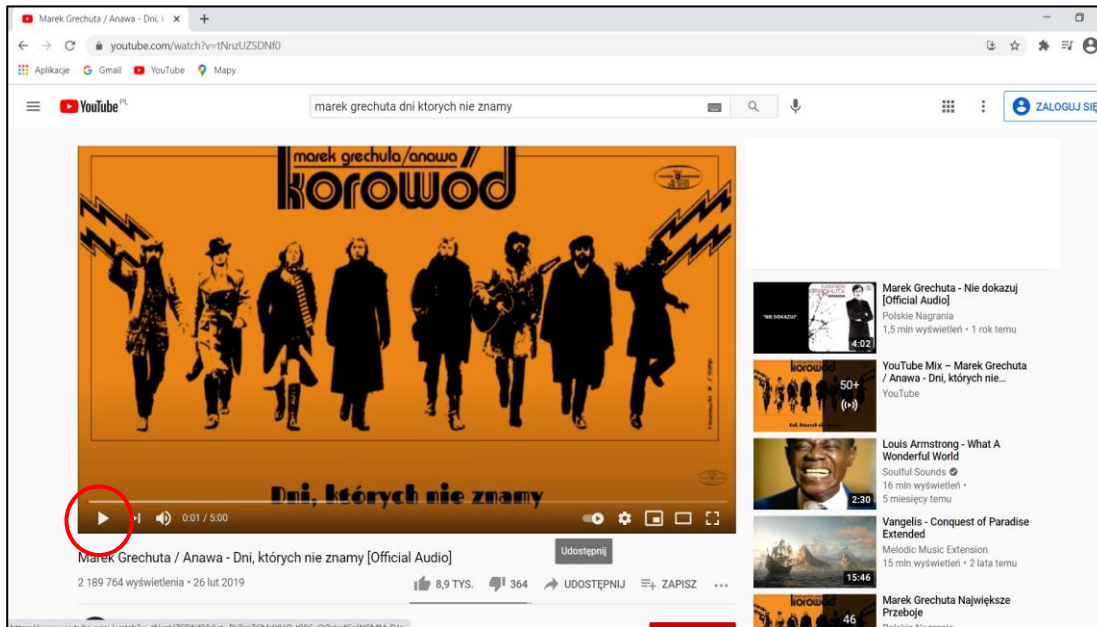 Marek Grechuta / Anawa - Dni, k
youtube.com/watch?v=tNnzUZSDNf0
Aplikacje Gmail YouTube Mapy
YouTube PL
marek grechuta dni ktorych nie znamy
ZALOGUJ SIĘ
marek grechuta/anawa
korowód
Dni, których nie znamy
0:01 / 5:00
Udostępnij
Marek Grechuta / Anawa - Dni, których nie znamy [Official Audio]
2 189 764 wyświetlenia • 26 lut 2019
8,9 TYS. 364 UDOSTĘPNIJ ZAPISZ
"NIE DOKAZUJ"
4:02
Marek Grechuta - Nie dokazuj
[Official Audio]
Polskie Nagrania
1,5 mln wyświetleń • 1 rok temu
korowód
50+
YouTube Mix – Marek Grechuta
/ Anawa - Dni, których nie...
YouTube
2:30
Louis Armstrong - What A
Wonderful World
Soulful Sounds
16 mln wyświetleń •
5 miesięcy temu
15:46
Vangelis - Conquest of Paradise
Extended
Melodic Music Extension
15 mln wyświetleń • 2 lata temu
korowód
46
Marek Grechuta Największe
Przeboje
Polskie Nagrania